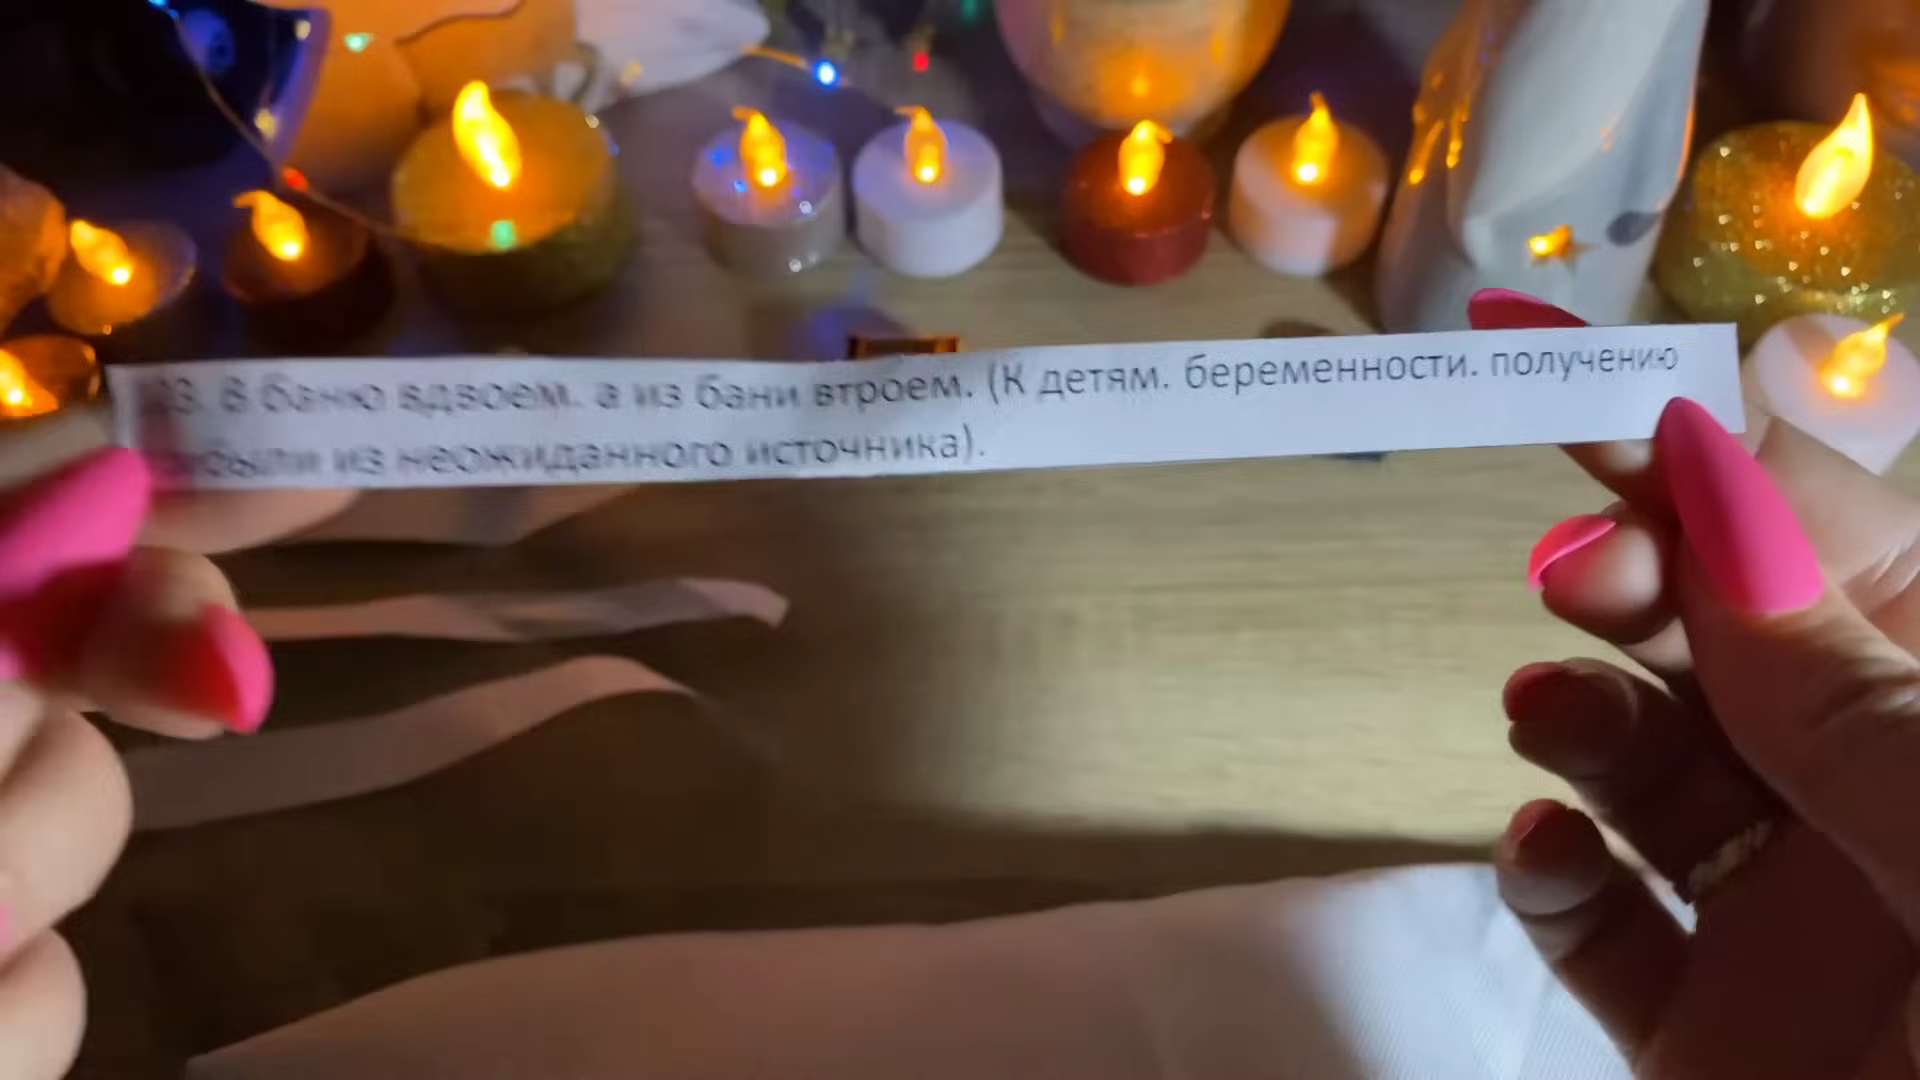 В баню вдвоем. а из бани втроем. (К детям. беременности. получению
из неожиданного источника).